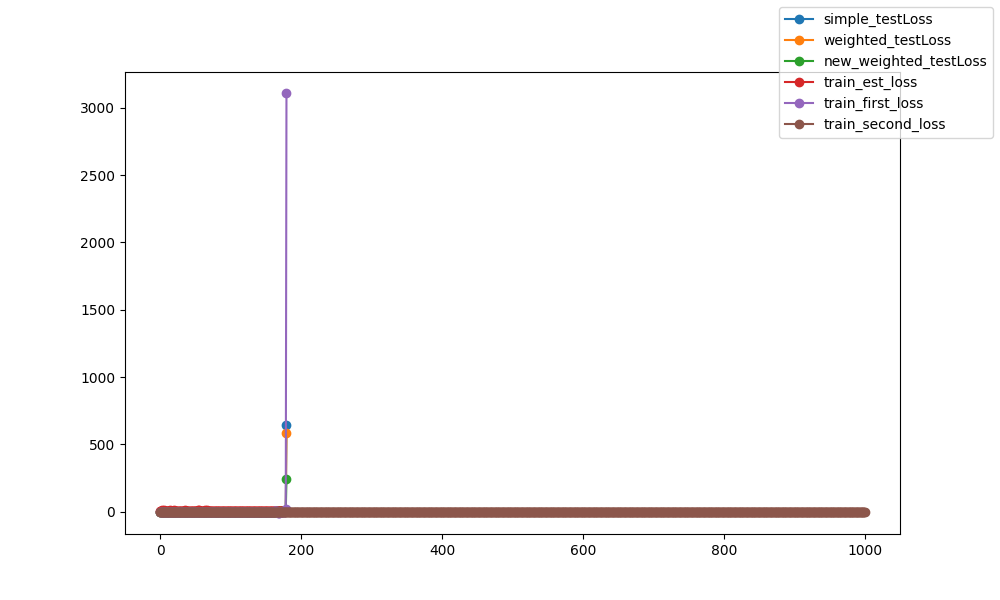 simple_testLoss
weighted_testLoss
new_weighted_testLoss
train_est_loss
train_first_loss
train_second_loss
3000
2500
2000
1500
1000
500
0
0 200 400 600 800 1000